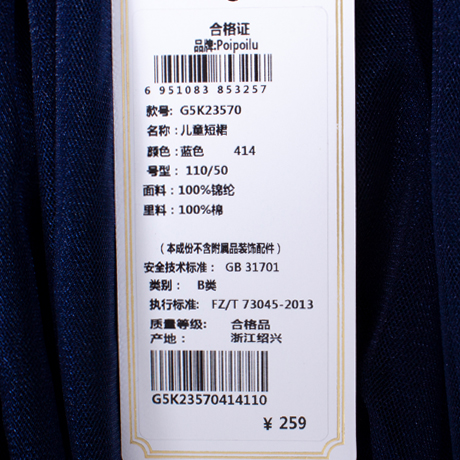 合格证
品牌:Poipoilu
6 951083 853257
款号: G5K23570
名称：儿童短裙
颜色：蓝色 414
号型：110/50
面料：100%锦纶
里料：100%棉
（本成份不含附属品装饰配件）
安全技术标准： GB 31701
类别： B类
执行标准: FZ/T 73045-2013
质量等级: 合格品
产地： 浙江绍兴
G5K23570414110
¥ 259